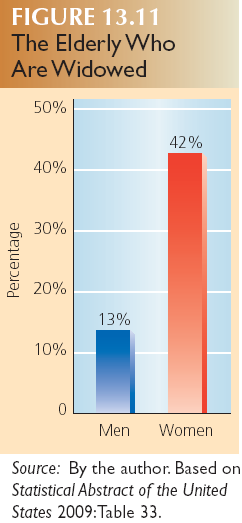 FIGURE 13.11
The Elderly Who
Are Widowed
50%
42%
40%
30%
Percentage
20%
13%
10%
0
Men Women
Source: By the author. Based on
Statistical Abstract of the United
States 2009:Table 33.